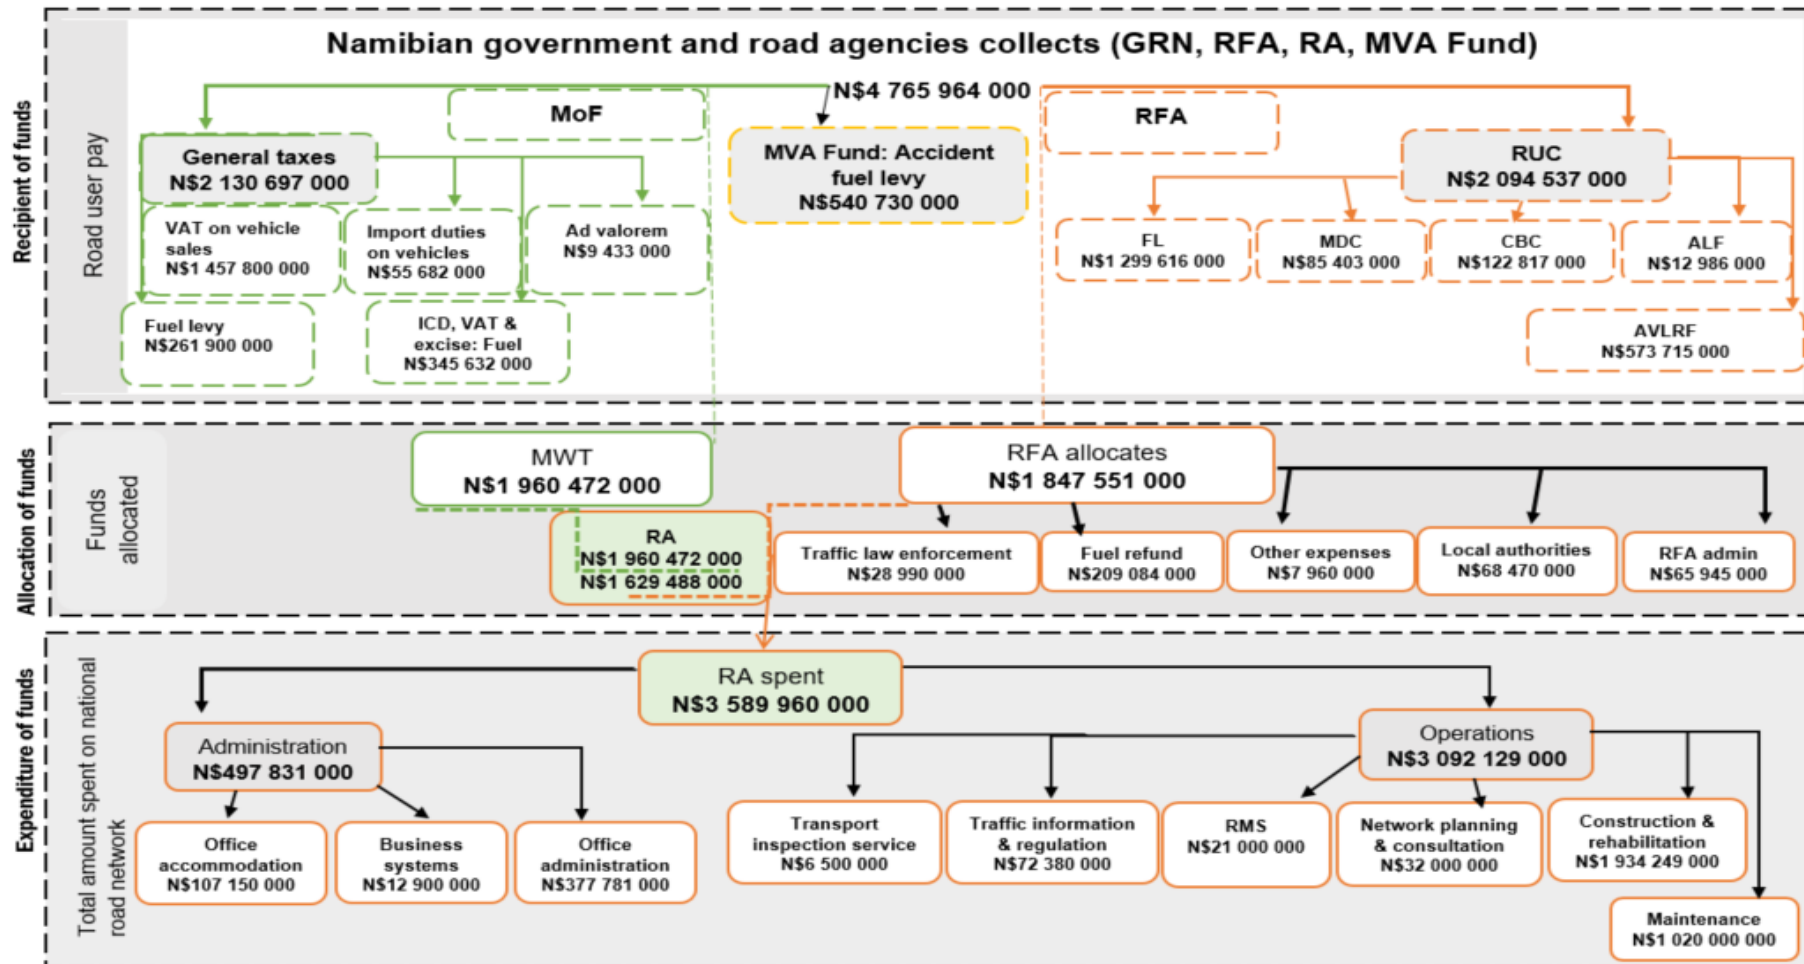 Namibian government and road agencies collects (GRN, RFA, RA, MVA Fund)
N$4 765 964 000
Recipient of funds
Road user pay
MoF
General taxes
N$2 130 697 000
VAT on vehicle
sales
N$1 457 800 000
Import duties
on vehicles
N$55 682 000
Ad valorem
N$9 433 000
Fuel levy
N$261 900 000
ICD, VAT &
excise: Fuel
N$345 632 000
MVA Fund: Accident
fuel levy
N$540 730 000
RFA
RUC
N$2 094 537 000
FL
N$1 299 616 000
MDC
N$85 403 000
CBC
N$122 817 000
ALF
N$12 986 000
AVLRF
N$573 715 000
Allocation of funds
Funds
allocated
MWT
N$1 960 472 000
RFA allocates
N$1 847 551 000
RA
N$1 960 472 000
N$1 629 488 000
Traffic law enforcement
N$28 990 000
Fuel refund
N$209 084 000
Other expenses
N$7 960 000
Local authorities
N$68 470 000
RFA admin
N$65 945 000
Expenditure of funds
Total amount spent on national
road network
RA spent
N$3 589 960 000
Administration
N$497 831 000
Office
accommodation
N$107 150 000
Business
systems
N$12 900 000
Office
administration
N$377 781 000
Operations
N$3 092 129 000
Transport
inspection service
N$6 500 000
Traffic information
& regulation
N$72 380 000
RMS
N$21 000 000
Network planning
& consultation
N$32 000 000
Construction &
rehabilitation
N$1 934 249 000
Maintenance
N$1 020 000 000